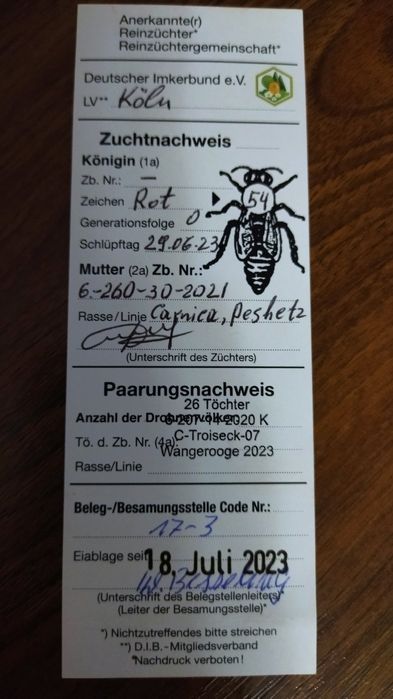 Anerkannte(r)
Reinzüchter*
Reinzüchtergemeinschaft*
Deutscher Imkerbund e.V.
LV** Köln
Zuchtnachweis
Königin (1a)
Zb. Nr.: —
Zeichen Rot 54
Generationsfolge 0
Schlüpftag 29.06.23
Mutter (2a) Zb. Nr.:
6-260-30-2021
Rasse/Linie Carnica, Peshetz
(Unterschrift des Züchters)
Paarungsnachweis
26 Töchter
Anzahl der Drohnenvölker:
2020 K
Tö. d. Zb. Nr. (4a) C-Troiseck-07
Wangerooge 2023
Rasse/Linie
Beleg-/Besamungsstelle Code Nr.:
17-3
Eiablage seit 18. Juli 2023
(Unterschrift des Belegstellenleiters)
(Leiter der Besamungsstelle)*
*) Nichtzutreffendes bitte streichen
**) D.I.B.-Mitgliedsverband
Nachdruck verboten!